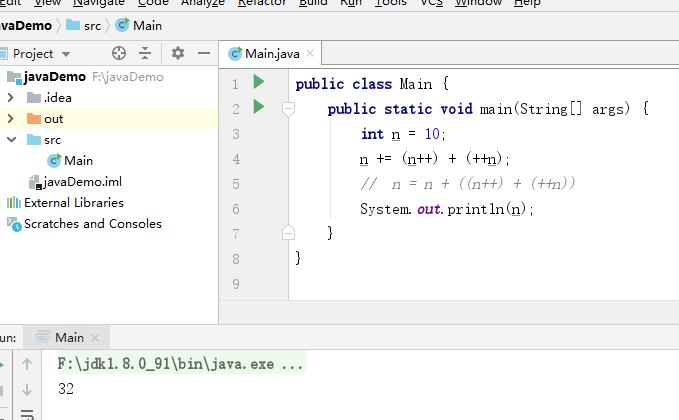 Edit View Navigate Code Analyze Refactor Build Run Tools VCS Window Help
src Main
Project
Main.java
javaDemo F:\javaDemo
.idea
out
src
Main
javaDemo.iml
External Libraries
Scratches and Consoles
1 public class Main {
2 public static void main(String[] args) {
3 int n = 10;
4 n += (n++) + (++n);
5 // n = n + ((n++) + (++n))
6 System.out.println(n);
7 }
8 }
9
Main
F:\jdk1.8.0_91\bin\java.exe ...
32